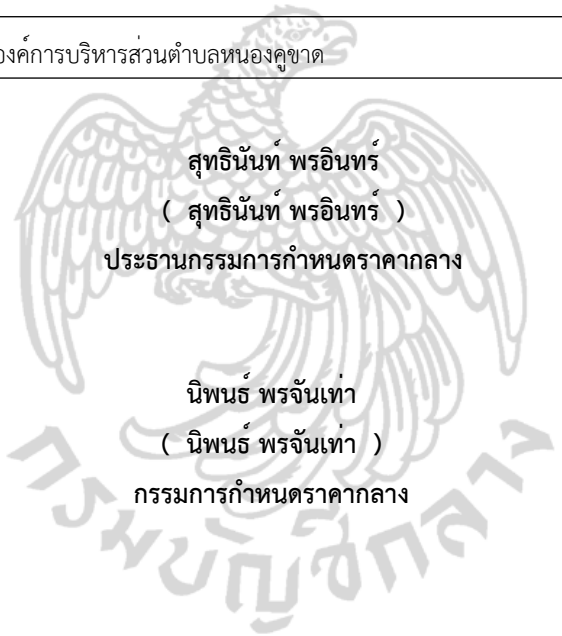 องค์การบริหารส่วนตำบลหนองคูขาด
สุทธินันท์ พรอินทร์
( สุทธินันท์ พรอินทร์ )
ประธานกรรมการกำหนดราคากลาง
นิพนธ์ พรจันเท่า
( นิพนธ์ พรจันเท่า )
กรรมการกำหนดราคากลาง
กรมบัญชีกลาง